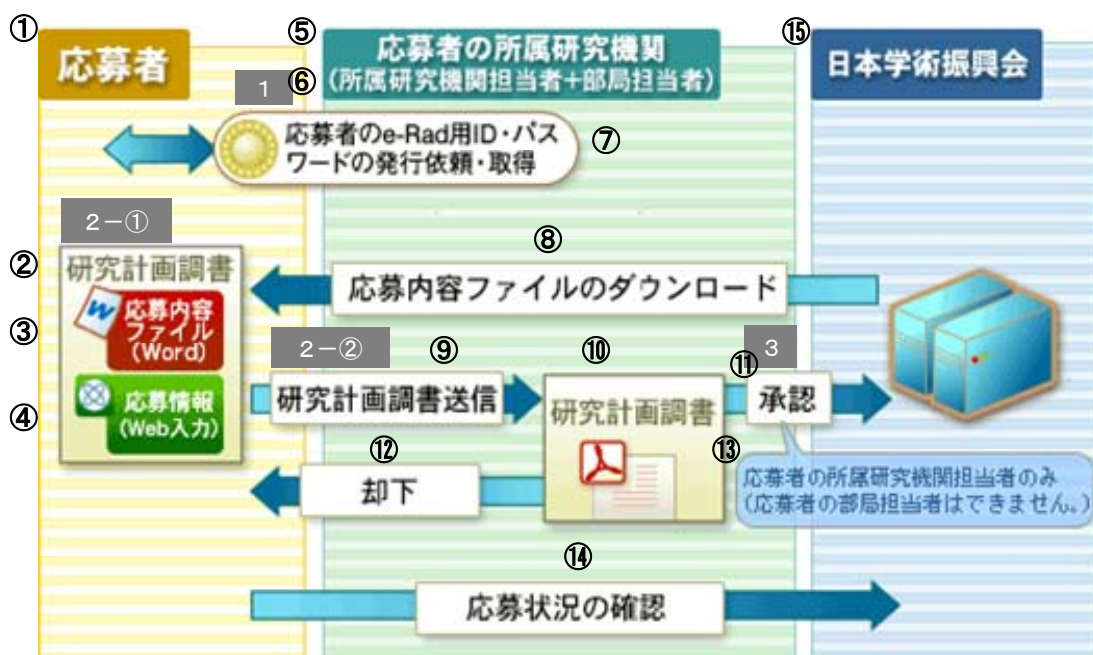 ①
応募者
⑤
応募者の所属研究機関
⑥
(所属研究機関担当者+部局担当者)
⑮
日本学術振興会
1
応募者のe-Rad用ID・パス
ワードの発行依頼・取得
⑦
2-①
②
研究計画調書
③
応募内容
ファイル
(Word)
④
応募情報
(Web入力)
⑧
応募内容ファイルのダウンロード
2-②
⑨
研究計画調書送信
⑩
研究計画調書
⑪
3
承認
⑫
却下
⑬
応募者の所属研究機関担当者のみ
(応募者の部局担当者はできません。)
⑭
応募状況の確認